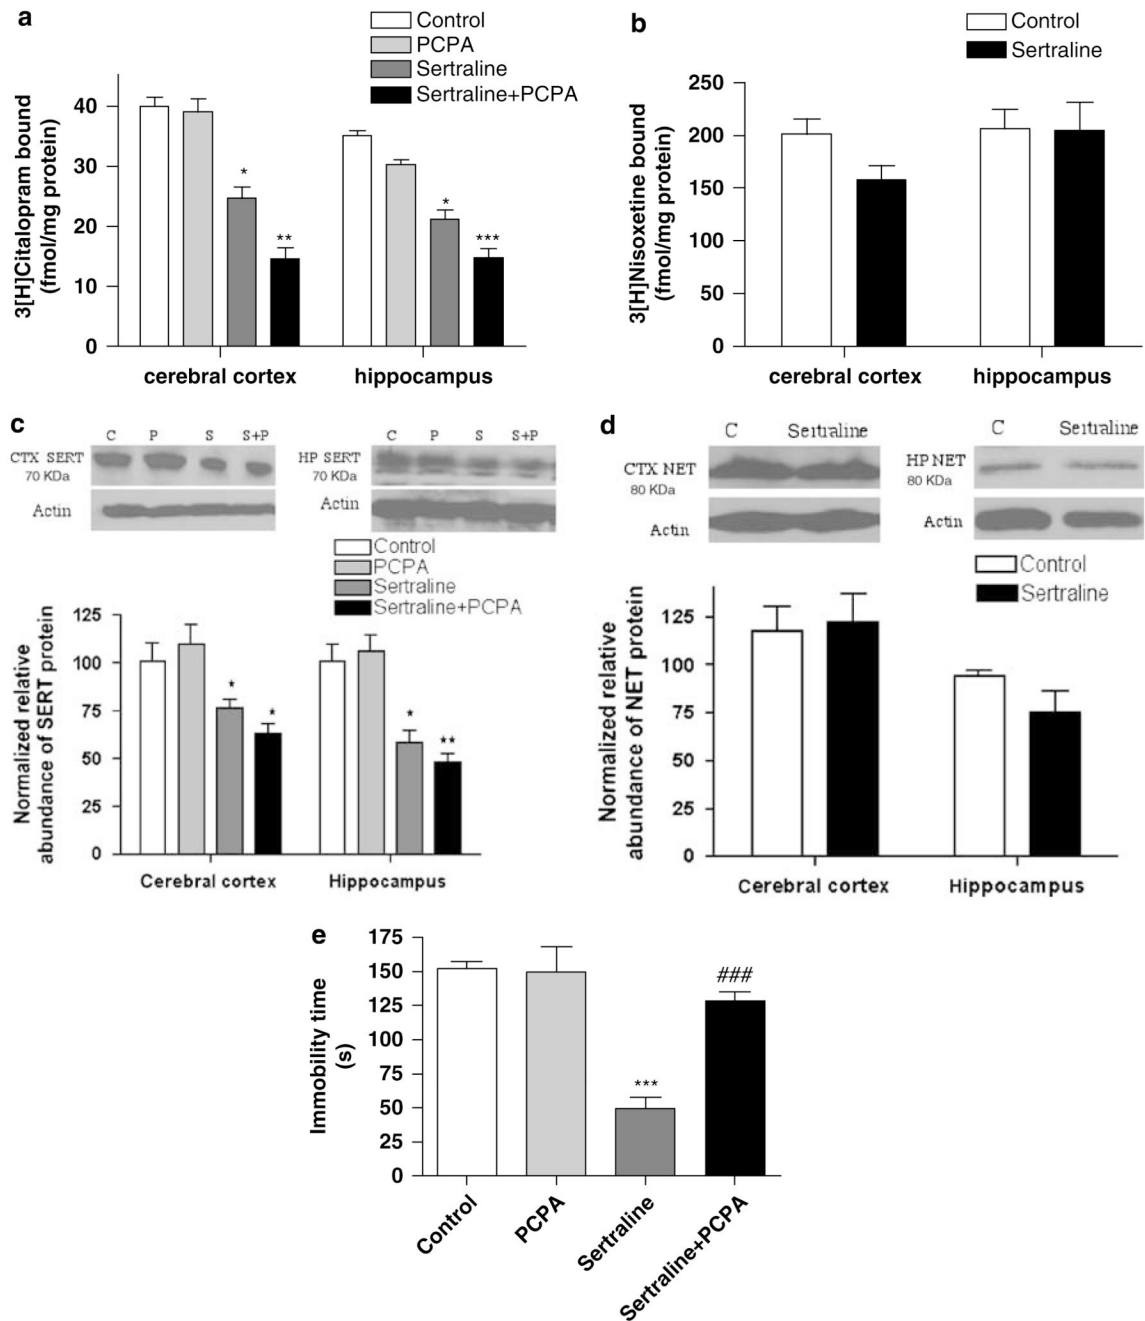 a
Control
PCPA
Sertraline
Sertraline+PCPA
3[H]Citalopram bound
(fmol/mg protein)
40
30
20
10
0
*
**
*
***
cerebral cortex
hippocampus
b
Control
Sertraline
3[H]Nisoxetine bound
(fmol/mg protein)
250
200
150
100
50
0
cerebral cortex
hippocampus
c
C P S S+P
CTX SERT
70 KDa
Actin
C P S S+P
HP SERT
70 KDa
Actin
Control
PCPA
Sertraline
Sertraline+PCPA
Normalized relative
abundance of SERT protein
125
100
75
50
25
0
*
*
*
**
Cerebral cortex
Hippocampus
d
C Sertraline
CTX NET
80 KDa
Actin
C Sertraline
HP NET
80 KDa
Actin
Control
Sertraline
Normalized relative
abundance of NET protein
125
100
75
50
25
0
Cerebral cortex
Hippocampus
e
Immobility time
(s)
175
150
125
100
75
50
25
0
***
###
Control
PCPA
Sertraline
Sertraline+PCPA